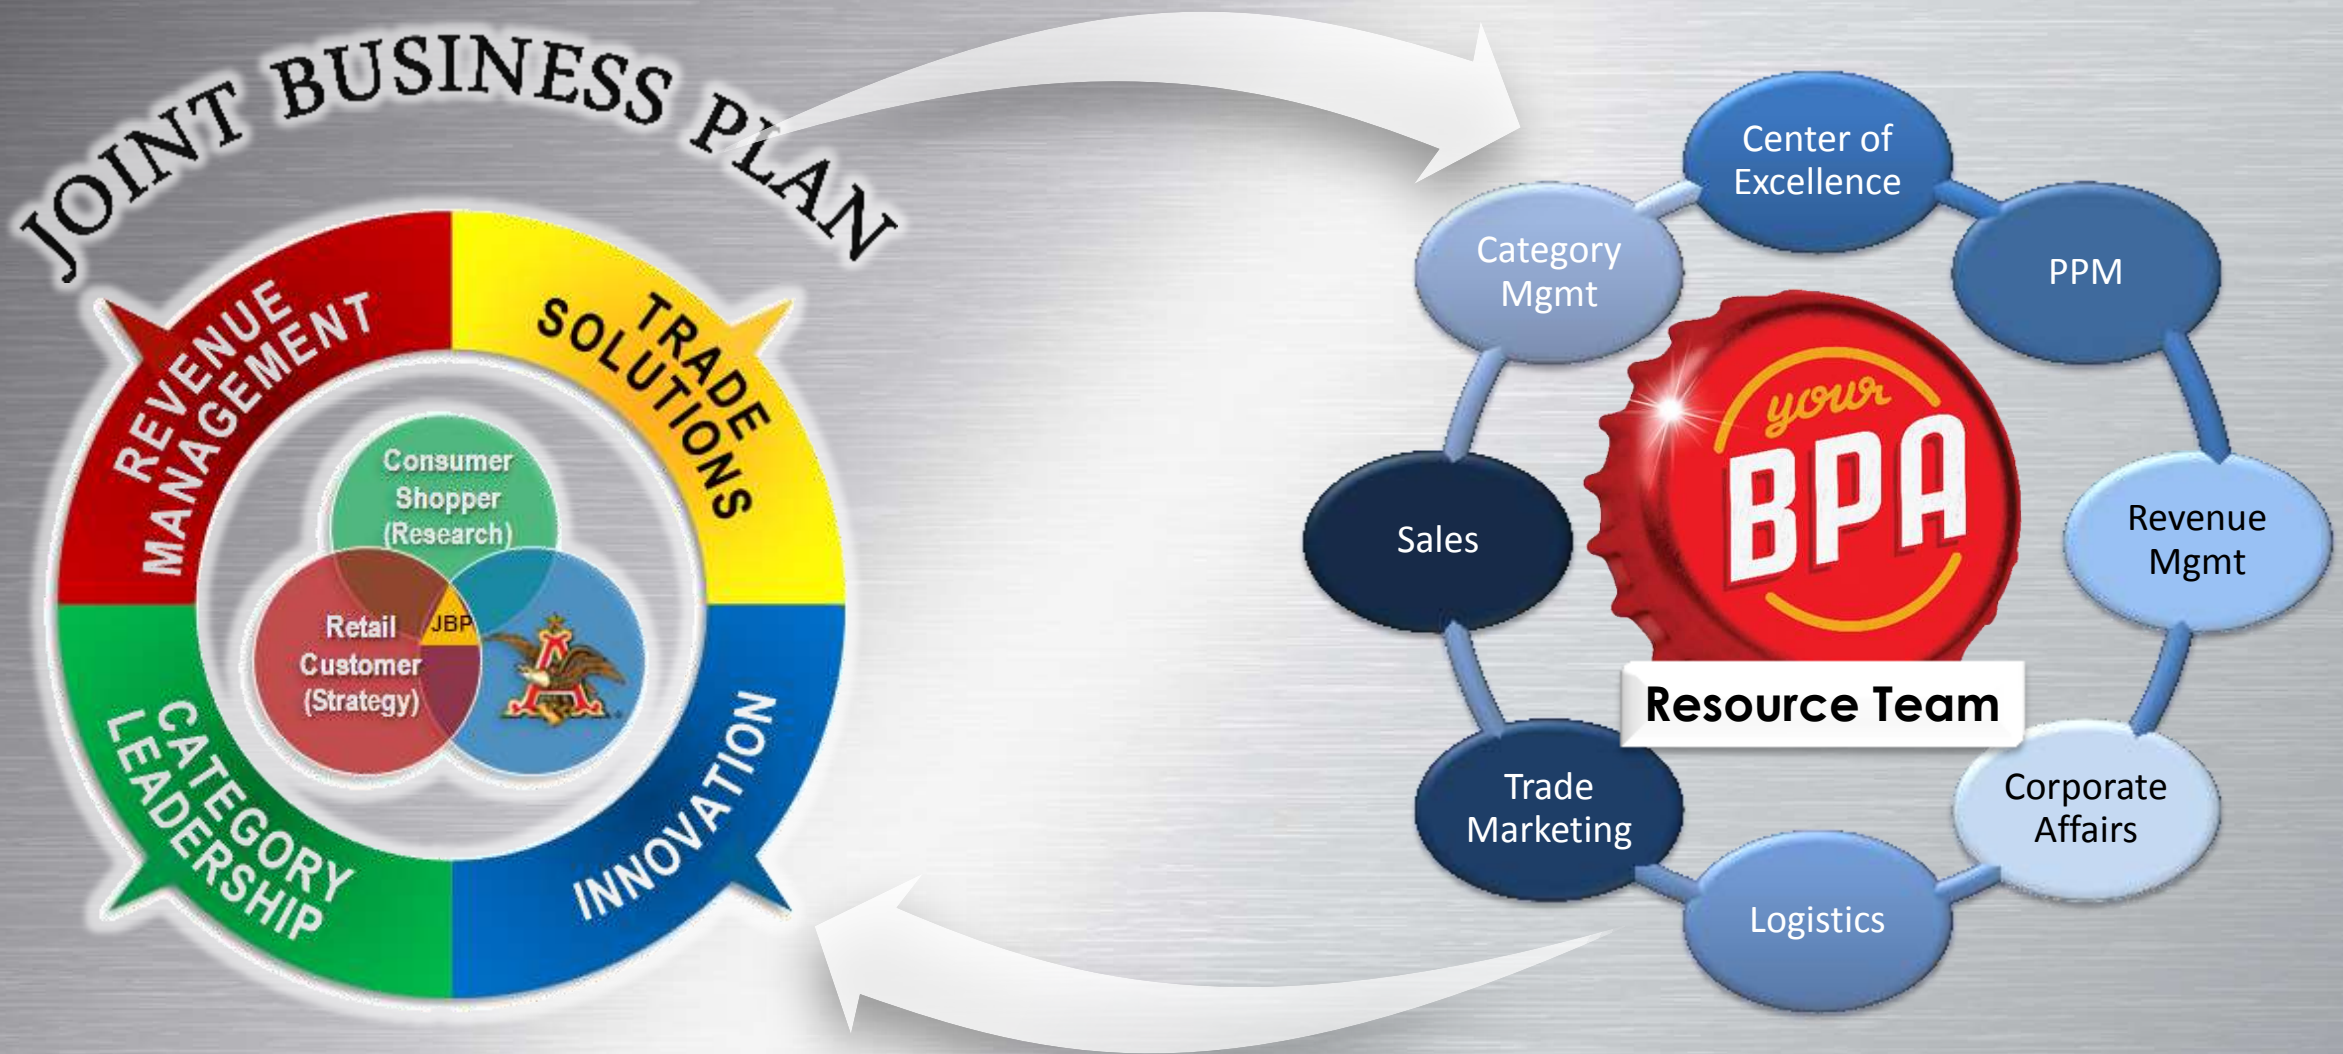 JOINT BUSINESS PLAN
REVENUE
MANAGEMENT
TRADE
SOLUTIONS
CATEGORY
LEADERSHIP
INNOVATION
Consumer
Shopper
(Research)
Retail
Customer
(Strategy)
JBP
A
Center of
Excellence
PPM
Revenue
Mgmt
Corporate
Affairs
Logistics
Trade
Marketing
Sales
Category
Mgmt
your
BPA
Resource Team